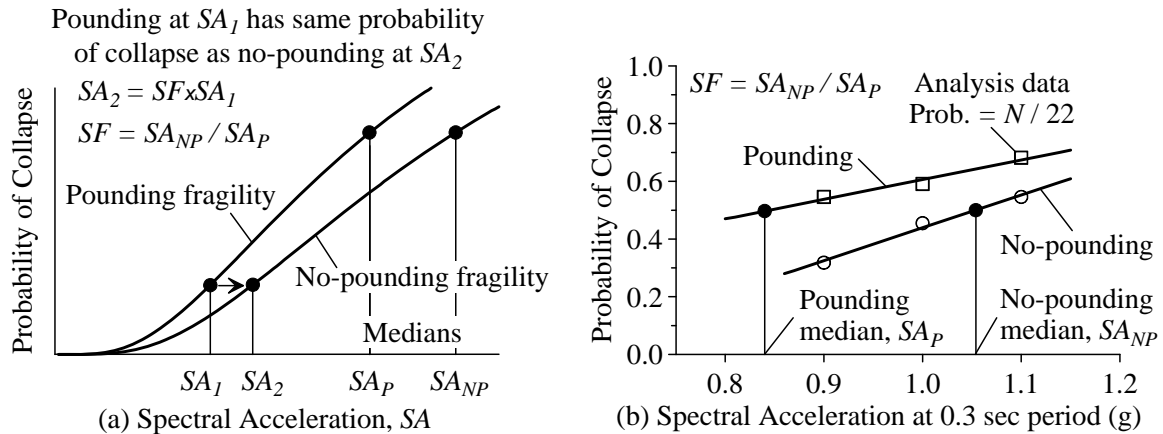 Pounding at SA1 has same probability
of collapse as no-pounding at SA2
SA2 = SFxSA1
SF = SANP / SAP
Pounding fragility
No-pounding fragility
Medians
Probability of Collapse
SA1 SA2 SAP SANP
(a) Spectral Acceleration, SA
SF = SANP / SAP
Analysis data
Prob. = N / 22
Pounding
No-pounding
Pounding
median, SAP
No-pounding
median, SANP
Probability of Collapse
1.0
0.8
0.6
0.4
0.2
0.0
0.8 0.9 1.0 1.1 1.2
(b) Spectral Acceleration at 0.3 sec period (g)